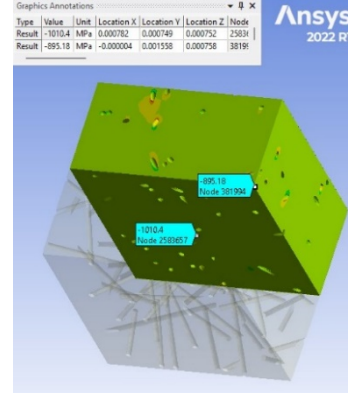 Graphics Annotations
Type Value Unit Location X Location Y Location Z Node
Result -1010.4 MPa 0.000782 0.000749 0.000752
Result -895.18 MPa -0.000004 0.001558 0.000758
Ansys
2022
-895.18
Node 381994
-1010.4
Node 2583657